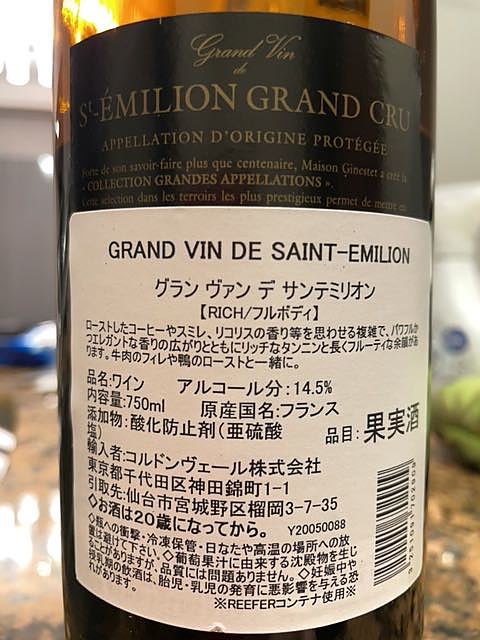 Grand Vin
de
St-ÉMILION GRAND CRU
APPELLATION D'ORIGINE PROTÉGÉE
Forte de son savoir-faire plus que centenaire, Maison Ginestet a créé la
« COLLECTION GRANDES APPELLATIONS ».
Cette sélection dans les terroirs les plus prestigieux permet de mettre en
GRAND VIN DE SAINT-EMILION
グラン ヴァン デ サンテミリオン
【RICH/フルボディ】
ローストしたコーヒーやスミレ、リコリスの香り等を思わせる複雑で、パワフルか
つエレガントな香りの広がりとともにリッチなタンニンと長くフルーティな余韻があ
ります。牛肉のフィレや鴨のローストと一緒に。
品名:ワイン アルコール分:14.5%
内容量:750ml 原産国名:フランス
添加物:酸化防止剤(亜硫酸
塩) 品目:果実酒
輸入者:コルドンヴェール株式会社
東京都千代田区神田錦町1-1
引取先:仙台市宮城野区榴岡3-7-35
◇お酒は20歳になってから。 Y20050088
◇瓶への衝撃・冷凍保管・日なたや高温の場所への放
置は避けて下さい。◇葡萄果汁に由来する沈殿物を生じ
ることがありますが、品質には問題ありません。◇妊娠中や
授乳期の飲酒は、胎児・乳児の発育に悪影響を与える恐
れがあります。
※REEFERコンテナ使用※